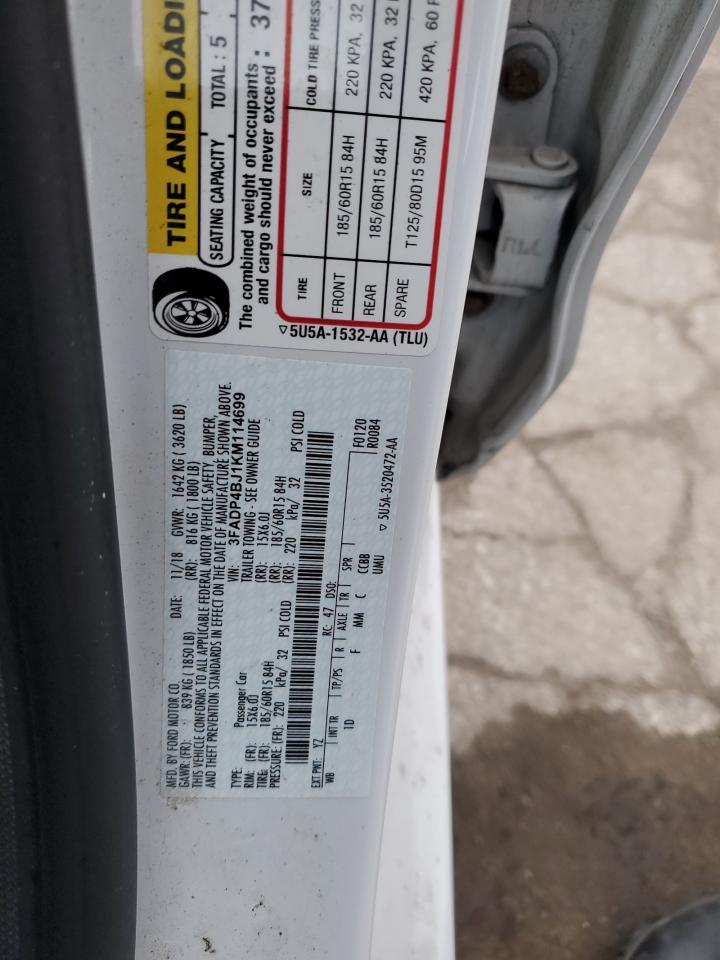 TIRE AND LOADI
SEATING CAPACITY TOTAL : 5
The combined weight of occupants
and cargo should never exceed : 37
TIRE SIZE COLD TIRE PRESS
FRONT 185/60R15 84H 220 KPA, 32
REAR 185/60R15 84H 220 KPA, 32
SPARE T125/80D15 95M 420 KPA, 60
5U5A-1532-AA (TLU)
MFD. BY FORD MOTOR CO. DATE: 11/18 GVWR: 1642 KG ( 3620 LB)
GAWR: (FR): 839 KG ( 1850 LB) (RR): 816 KG ( 1800 LB)
THIS VEHICLE CONFORMS TO ALL APPLICABLE FEDERAL MOTOR VEHICLE SAFETY, BUMPER,
AND THEFT PREVENTION STANDARDS IN EFFECT ON THE DATE OF MANUFACTURE SHOWN ABOVE.
VIN: 3FADP4BJ1KM114699
TYPE: Passenger Car TRAILER TOWING - SEE OWNER GUIDE
RIM: (FR): 15X6.0J (RR): 15X6.0J
TIRE: (FR): 185/60R15 84H (RR): 185/60R15 84H
PRESSURE: (FR): 220 kPa/ 32 PSI COLD (RR): 220 kPa/ 32 PSI COLD
EXT PNT: YZ RC: 47 DSO: F0120
WB INT TR TP/PS R AXLE TR SPR R0084
1D F MM C CCBB
UMU 5U5A-3520472-AA